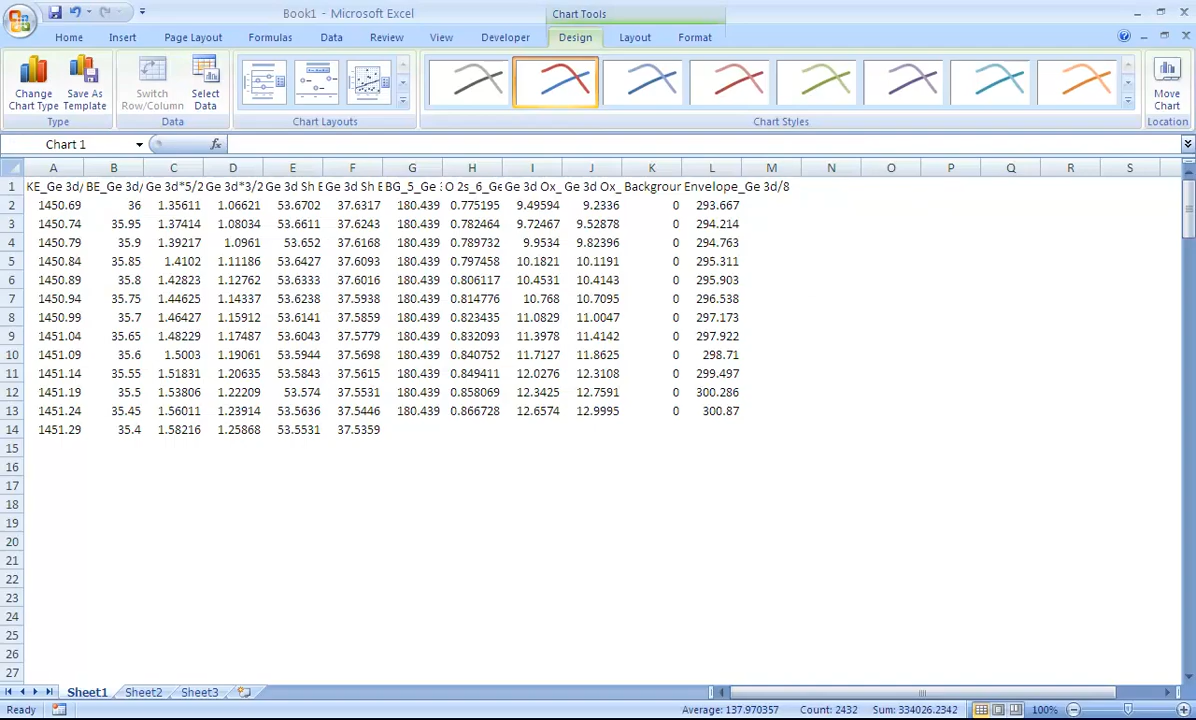 Book1 - Microsoft Excel Chart Tools
Home Insert Page Layout Formulas Data Review View Developer Design Layout Format
Change Chart Type
Save As Template
Switch Row/Column
Select Data
Move Chart
Type Data Chart Layouts Chart Styles Location
Chart 1 fx
A B C D E F G H I J K L M N O P Q R S
1 KE_Ge 3d/ BE_Ge 3d/ Ge 3d*5/2 Ge 3d*3/2 Ge 3d Sh E Ge 3d Sh E BG_5_Ge 3 O 2s_6_Ge Ge 3d Ox_ Ge 3d Ox_ Backgroun Envelope_Ge 3d/8
2 1450.69 36 1.35611 1.06621 53.6702 37.6317 180.439 0.775195 9.49594 9.2336 0 293.667
3 1450.74 35.95 1.37414 1.08034 53.6611 37.6243 180.439 0.782464 9.72467 9.52878 0 294.214
4 1450.79 35.9 1.39217 1.0961 53.652 37.6168 180.439 0.789732 9.9534 9.82396 0 294.763
5 1450.84 35.85 1.4102 1.11186 53.6427 37.6093 180.439 0.797458 10.1821 10.1191 0 295.311
6 1450.89 35.8 1.42823 1.12762 53.6333 37.6016 180.439 0.806117 10.4531 10.4143 0 295.903
7 1450.94 35.75 1.44625 1.14337 53.6238 37.5938 180.439 0.814776 10.768 10.7095 0 296.538
8 1450.99 35.7 1.46427 1.15912 53.6141 37.5859 180.439 0.823435 11.0829 11.0047 0 297.173
9 1451.04 35.65 1.48229 1.17487 53.6043 37.5779 180.439 0.832093 11.3978 11.4142 0 297.922
10 1451.09 35.6 1.5003 1.19061 53.5944 37.5698 180.439 0.840752 11.7127 11.8625 0 298.71
11 1451.14 35.55 1.51831 1.20635 53.5843 37.5615 180.439 0.849411 12.0276 12.3108 0 299.497
12 1451.19 35.5 1.53806 1.22209 53.574 37.5531 180.439 0.858069 12.3425 12.7591 0 300.286
13 1451.24 35.45 1.56011 1.23914 53.5636 37.5446 180.439 0.866728 12.6574 12.9995 0 300.87
14 1451.29 35.4 1.58216 1.25868 53.5531 37.5359
15
16
17
18
19
20
21
22
23
24
25
26
27
Sheet1 Sheet2 Sheet3
Ready Average: 137.970357 Count: 2432 Sum: 334026.2342 100%